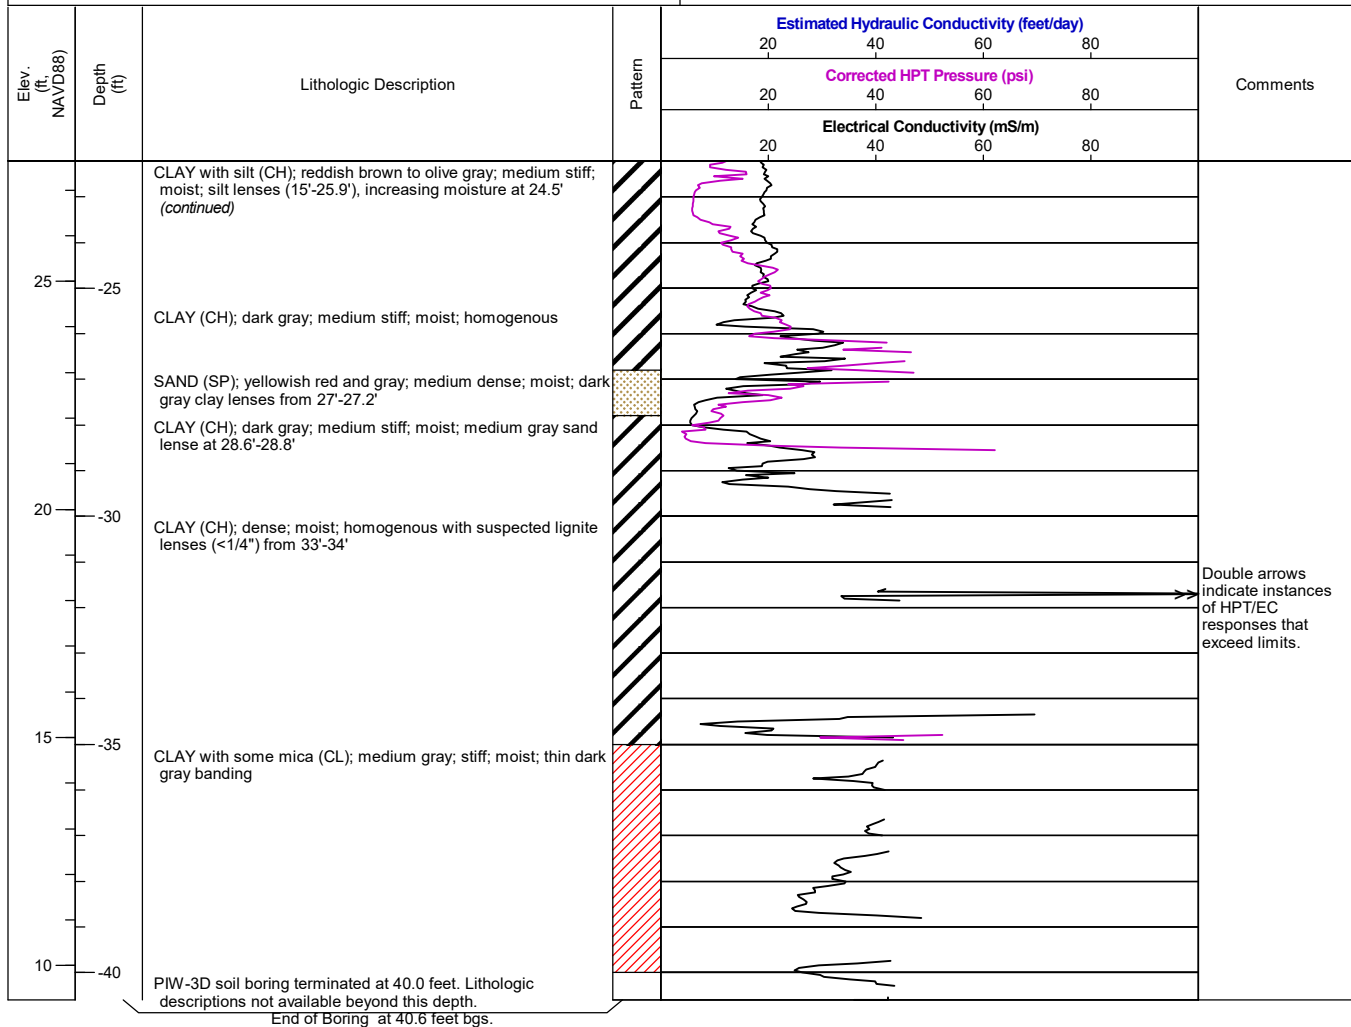 Elev.
(ft,
NAVD88)
Depth
(ft)
Lithologic Description
Pattern
Estimated Hydraulic Conductivity (feet/day)
20 40 60 80
Corrected HPT Pressure (psi)
20 40 60 80
Electrical Conductivity (mS/m)
20 40 60 80
Comments
CLAY with silt (CH); reddish brown to olive gray; medium stiff;
moist; silt lenses (15'-25.9'), increasing moisture at 24.5'
(continued)
25 -25
CLAY (CH); dark gray; medium stiff; moist; homogenous
SAND (SP); yellowish red and gray; medium dense; moist; dark
gray clay lenses from 27'-27.2'
CLAY (CH); dark gray; medium stiff; moist; medium gray sand
lense at 28.6'-28.8'
20 -30
CLAY (CH); dense; moist; homogenous with suspected lignite
lenses (<1/4") from 33'-34'
Double arrows
indicate instances
of HPT/EC
responses that
exceed limits.
15 -35
CLAY with some mica (CL); medium gray; stiff; moist; thin dark
gray banding
10 -40
PIW-3D soil boring terminated at 40.0 feet. Lithologic
descriptions not available beyond this depth.
End of Boring at 40.6 feet bgs.